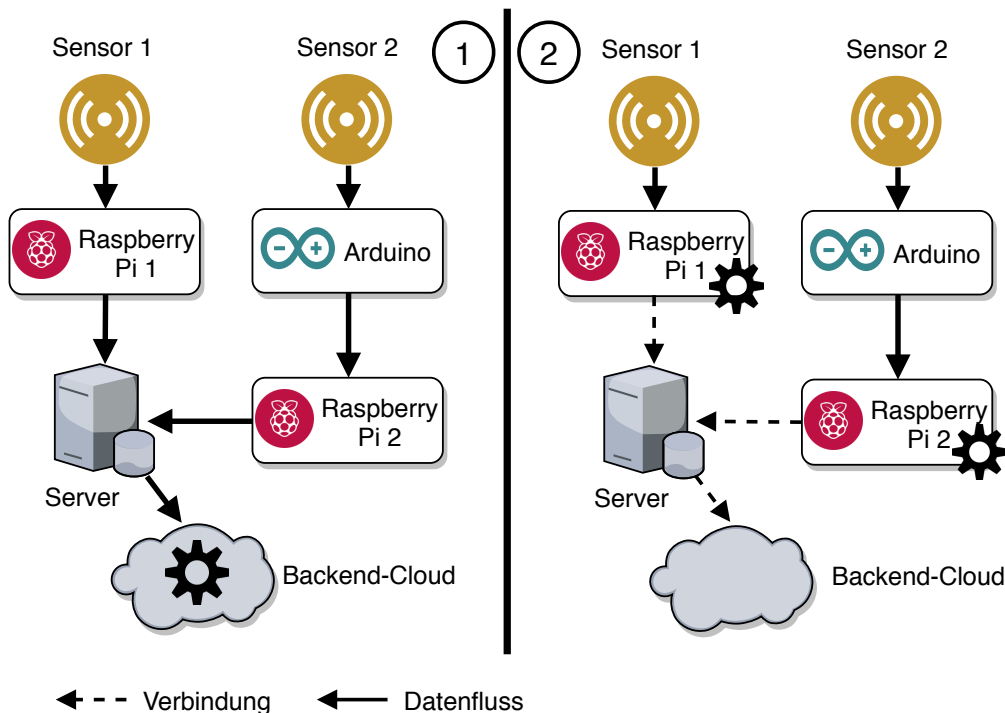 Sensor 1
Sensor 2
1
Raspberry
Pi 1
Arduino
Raspberry
Pi 2
Server
Backend-Cloud
2
Sensor 1
Sensor 2
Raspberry
Pi 1
Arduino
Raspberry
Pi 2
Server
Backend-Cloud
Verbindung
Datenfluss